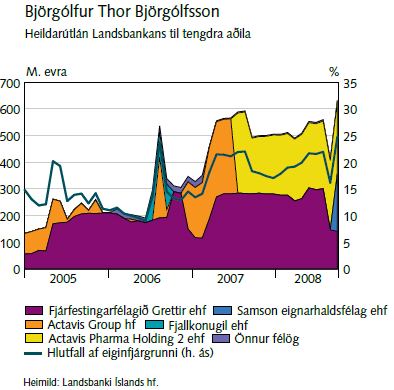 Björgólfur Thor Björgólfsson
Heildarútlán Landsbankans til tengdra aðila
M. evra %
700 35
600 30
500 25
400 20
300 15
200 10
100 5
0 0
2005 2006 2007 2008
Fjárfestingarfélagið Grettir ehf Samson eignarhaldsfélag ehf
Actavis Group hf Fjallkonugil ehf
Actavis Pharma Holding 2 ehf Önnur félög
Hlutfall af eiginfjárgrunni (h. ás)
Heimild: Landsbanki Íslands hf.